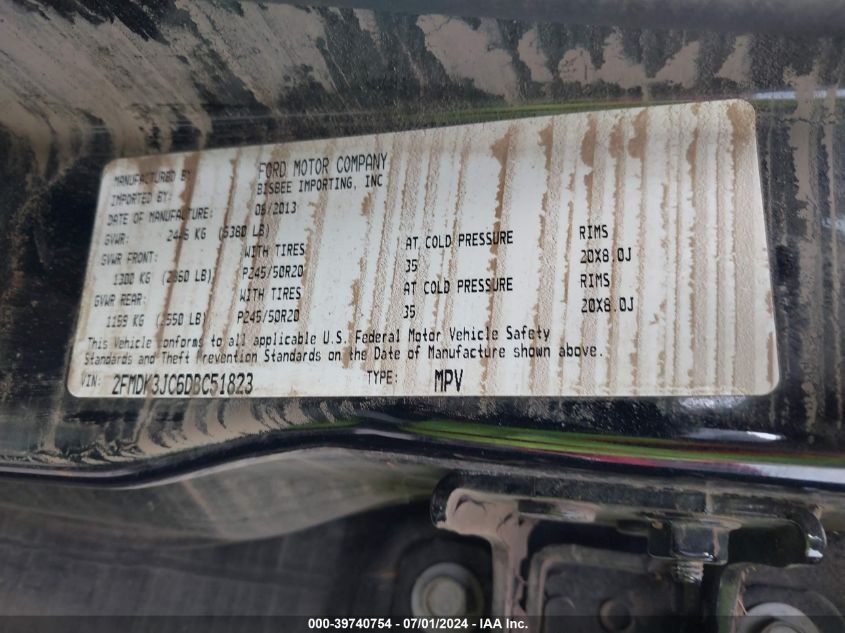 MANUFACTURED BY: FORD MOTOR COMPANY
IMPORTED BY: BISBEE IMPORTING, INC
DATE OF MANUFACTURE: 06/2013
GVWR: 2446 KG (5380 LB)
GVWR FRONT: WITH TIRES AT COLD PRESSURE RIMS
1300 KG (2860 LB) P245/50R20 35 20X8.0J
GVWR REAR: WITH TIRES AT COLD PRESSURE RIMS
1159 KG (2550 LB) P245/50R20 35 20X8.0J
This Vehicle conforms to all applicable U.S. Federal Motor Vehicle Safety
Standards and Theft Prevention Standards on the Date of Manufacture shown above.
VIN: 2FMDK3JC6DBC51823 TYPE: MPV
000-39740754 - 07/01/2024 - IAA Inc.